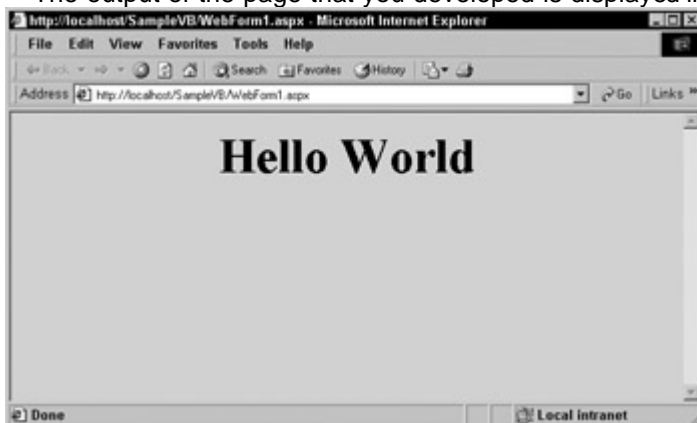 The output of the page that you developed is displayed i
http://localhost/SampleVB/WebForm1.aspx - Microsoft Internet Explorer
File Edit View Favorites Tools Help
Back Search Favorites History
Address http://localhost/SampleVB/WebForm1.aspx Go Links »
Hello World
Done Local intranet